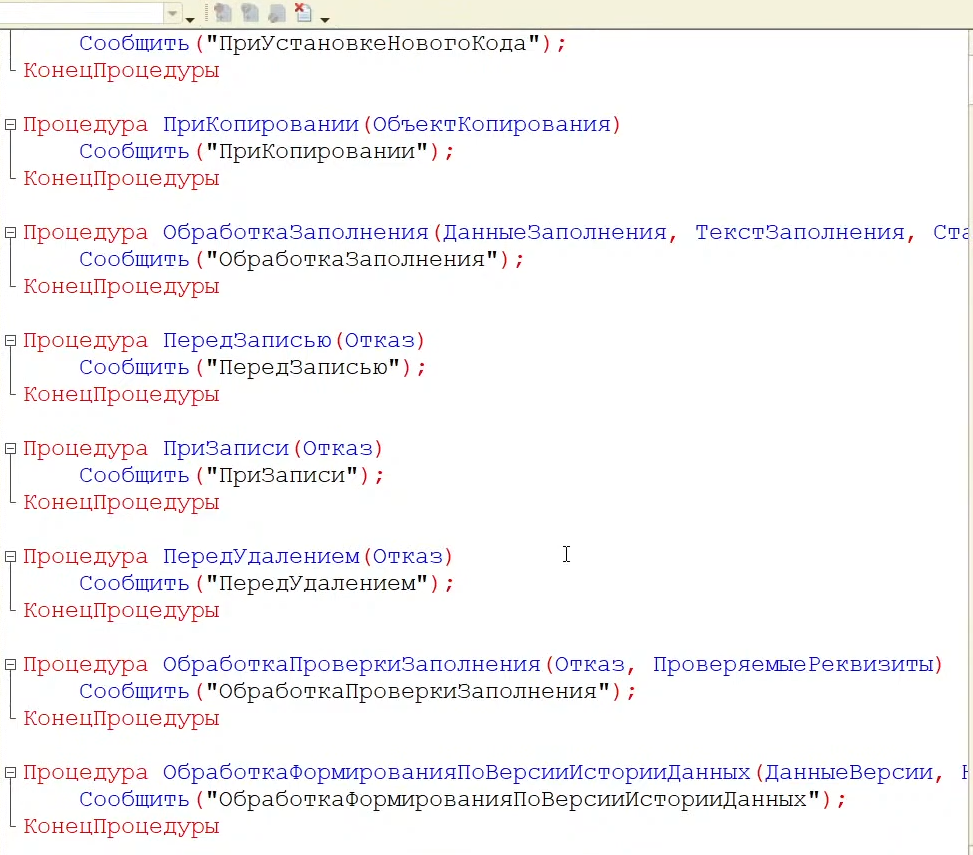 Сообщить("ПриУстановкеНовогоКода");
КонецПроцедуры
Процедура ПриКопировании(ОбъектКопирования)
Сообщить("ПриКопировании");
КонецПроцедуры
Процедура ОбработкаЗаполнения(ДанныеЗаполнения, ТекстЗаполнения, Ста
Сообщить("ОбработкаЗаполнения");
КонецПроцедуры
Процедура ПередЗаписью(Отказ)
Сообщить("ПередЗаписью");
КонецПроцедуры
Процедура ПриЗаписи(Отказ)
Сообщить("ПриЗаписи");
КонецПроцедуры
Процедура ПередУдалением(Отказ)
Сообщить("ПередУдалением");
КонецПроцедуры
Процедура ОбработкаПроверкиЗаполнения(Отказ, ПроверяемыеРеквизиты)
Сообщить("ОбработкаПроверкиЗаполнения");
КонецПроцедуры
Процедура ОбработкаФормированияПоВерсииИсторииДанных(ДанныеВерсии,
Сообщить("ОбработкаФормированияПоВерсииИсторииДанных");
КонецПроцедуры